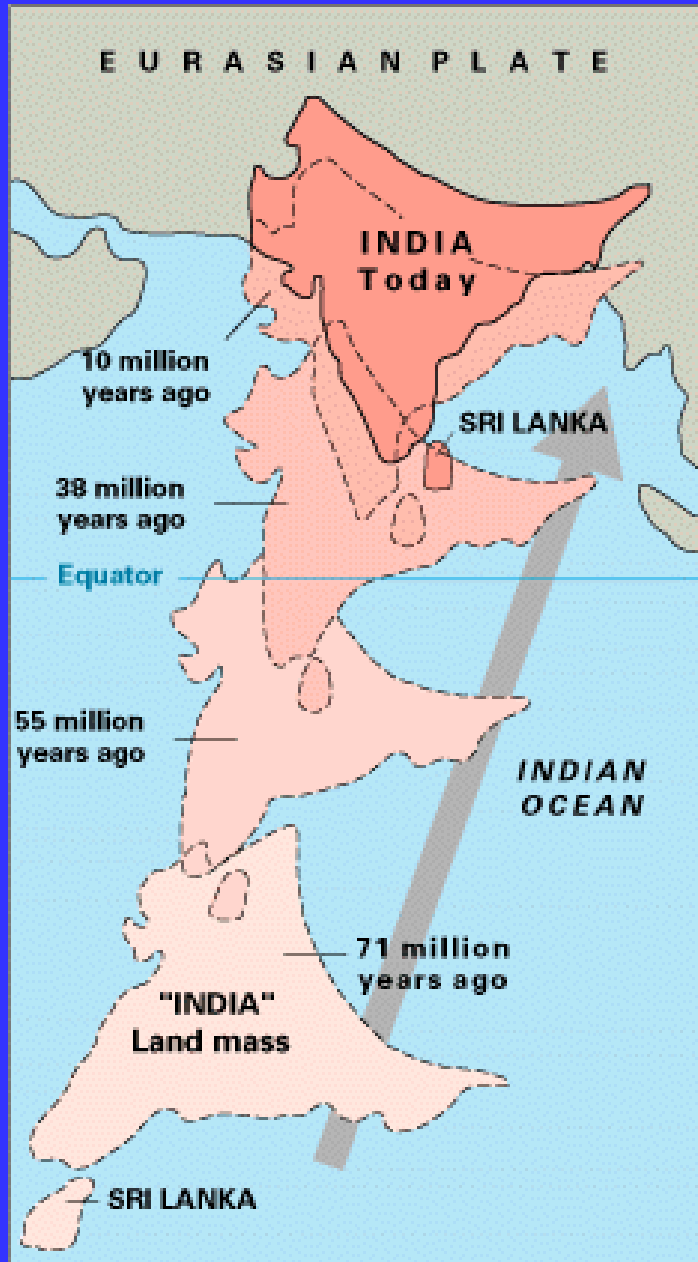 EURASIAN PLATE
INDIA
Today
10 million
years ago
SRI LANKA
38 million
years ago
Equator
55 million
years ago
INDIAN
OCEAN
71 million
years ago
"INDIA"
Land mass
SRI LANKA